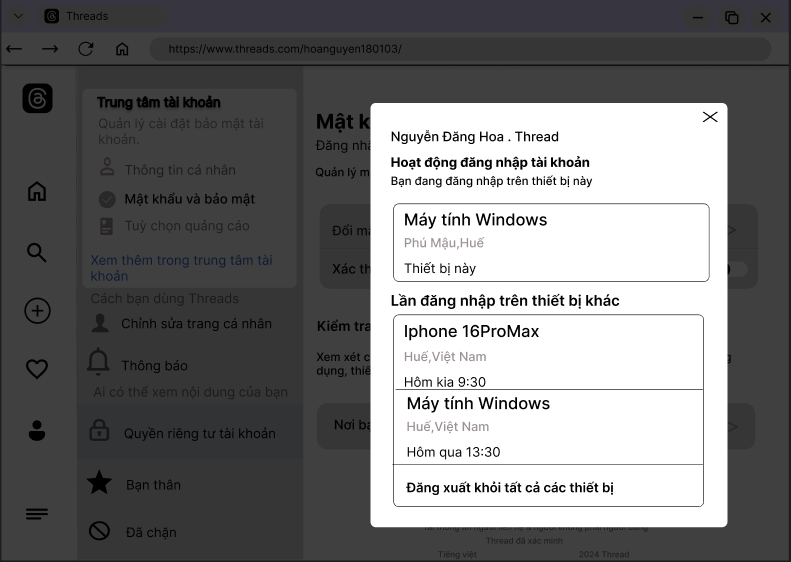 Threads
https://www.threads.com/hoanguyen180103/
Trung tâm tài khoản
Quản lý cài đặt bảo mật tài
khoản.
Thông tin cá nhân
Mật khẩu và bảo mật
Tuỳ chọn quảng cáo
Xem thêm trong trung tâm tài
khoản
Cách bạn dùng Threads
Chỉnh sửa trang cá nhân
Thông báo
Ai có thể xem nội dung của bạn
Quyền riêng tư tài khoản
Bạn thân
Đã chặn
Mật k
Đăng nhậ
Quản lý m
Đổi mậ
Xác th
Kiểm tra
Xem xét c
dụng, thiế
Nơi bạ
Nguyễn Đăng Hoa . Thread
Hoạt động đăng nhập tài khoản
Bạn đang đăng nhập trên thiết bị này
Máy tính Windows
Phú Mậu,Huế
Thiết bị này
Lần đăng nhập trên thiết bị khác
Iphone 16ProMax
Huế,Việt Nam
Hôm kia 9:30
Máy tính Windows
Huế,Việt Nam
Hôm qua 13:30
Đăng xuất khỏi tất cả các thiết bị
Thread đã xác minh
Tiếng việt
2024 Thread